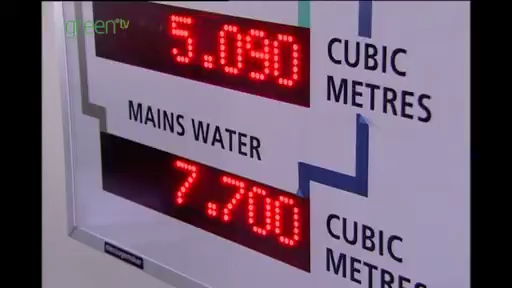 green.tv
5.090
CUBIC
METRES
MAINS WATER
7.700
CUBIC
METRES